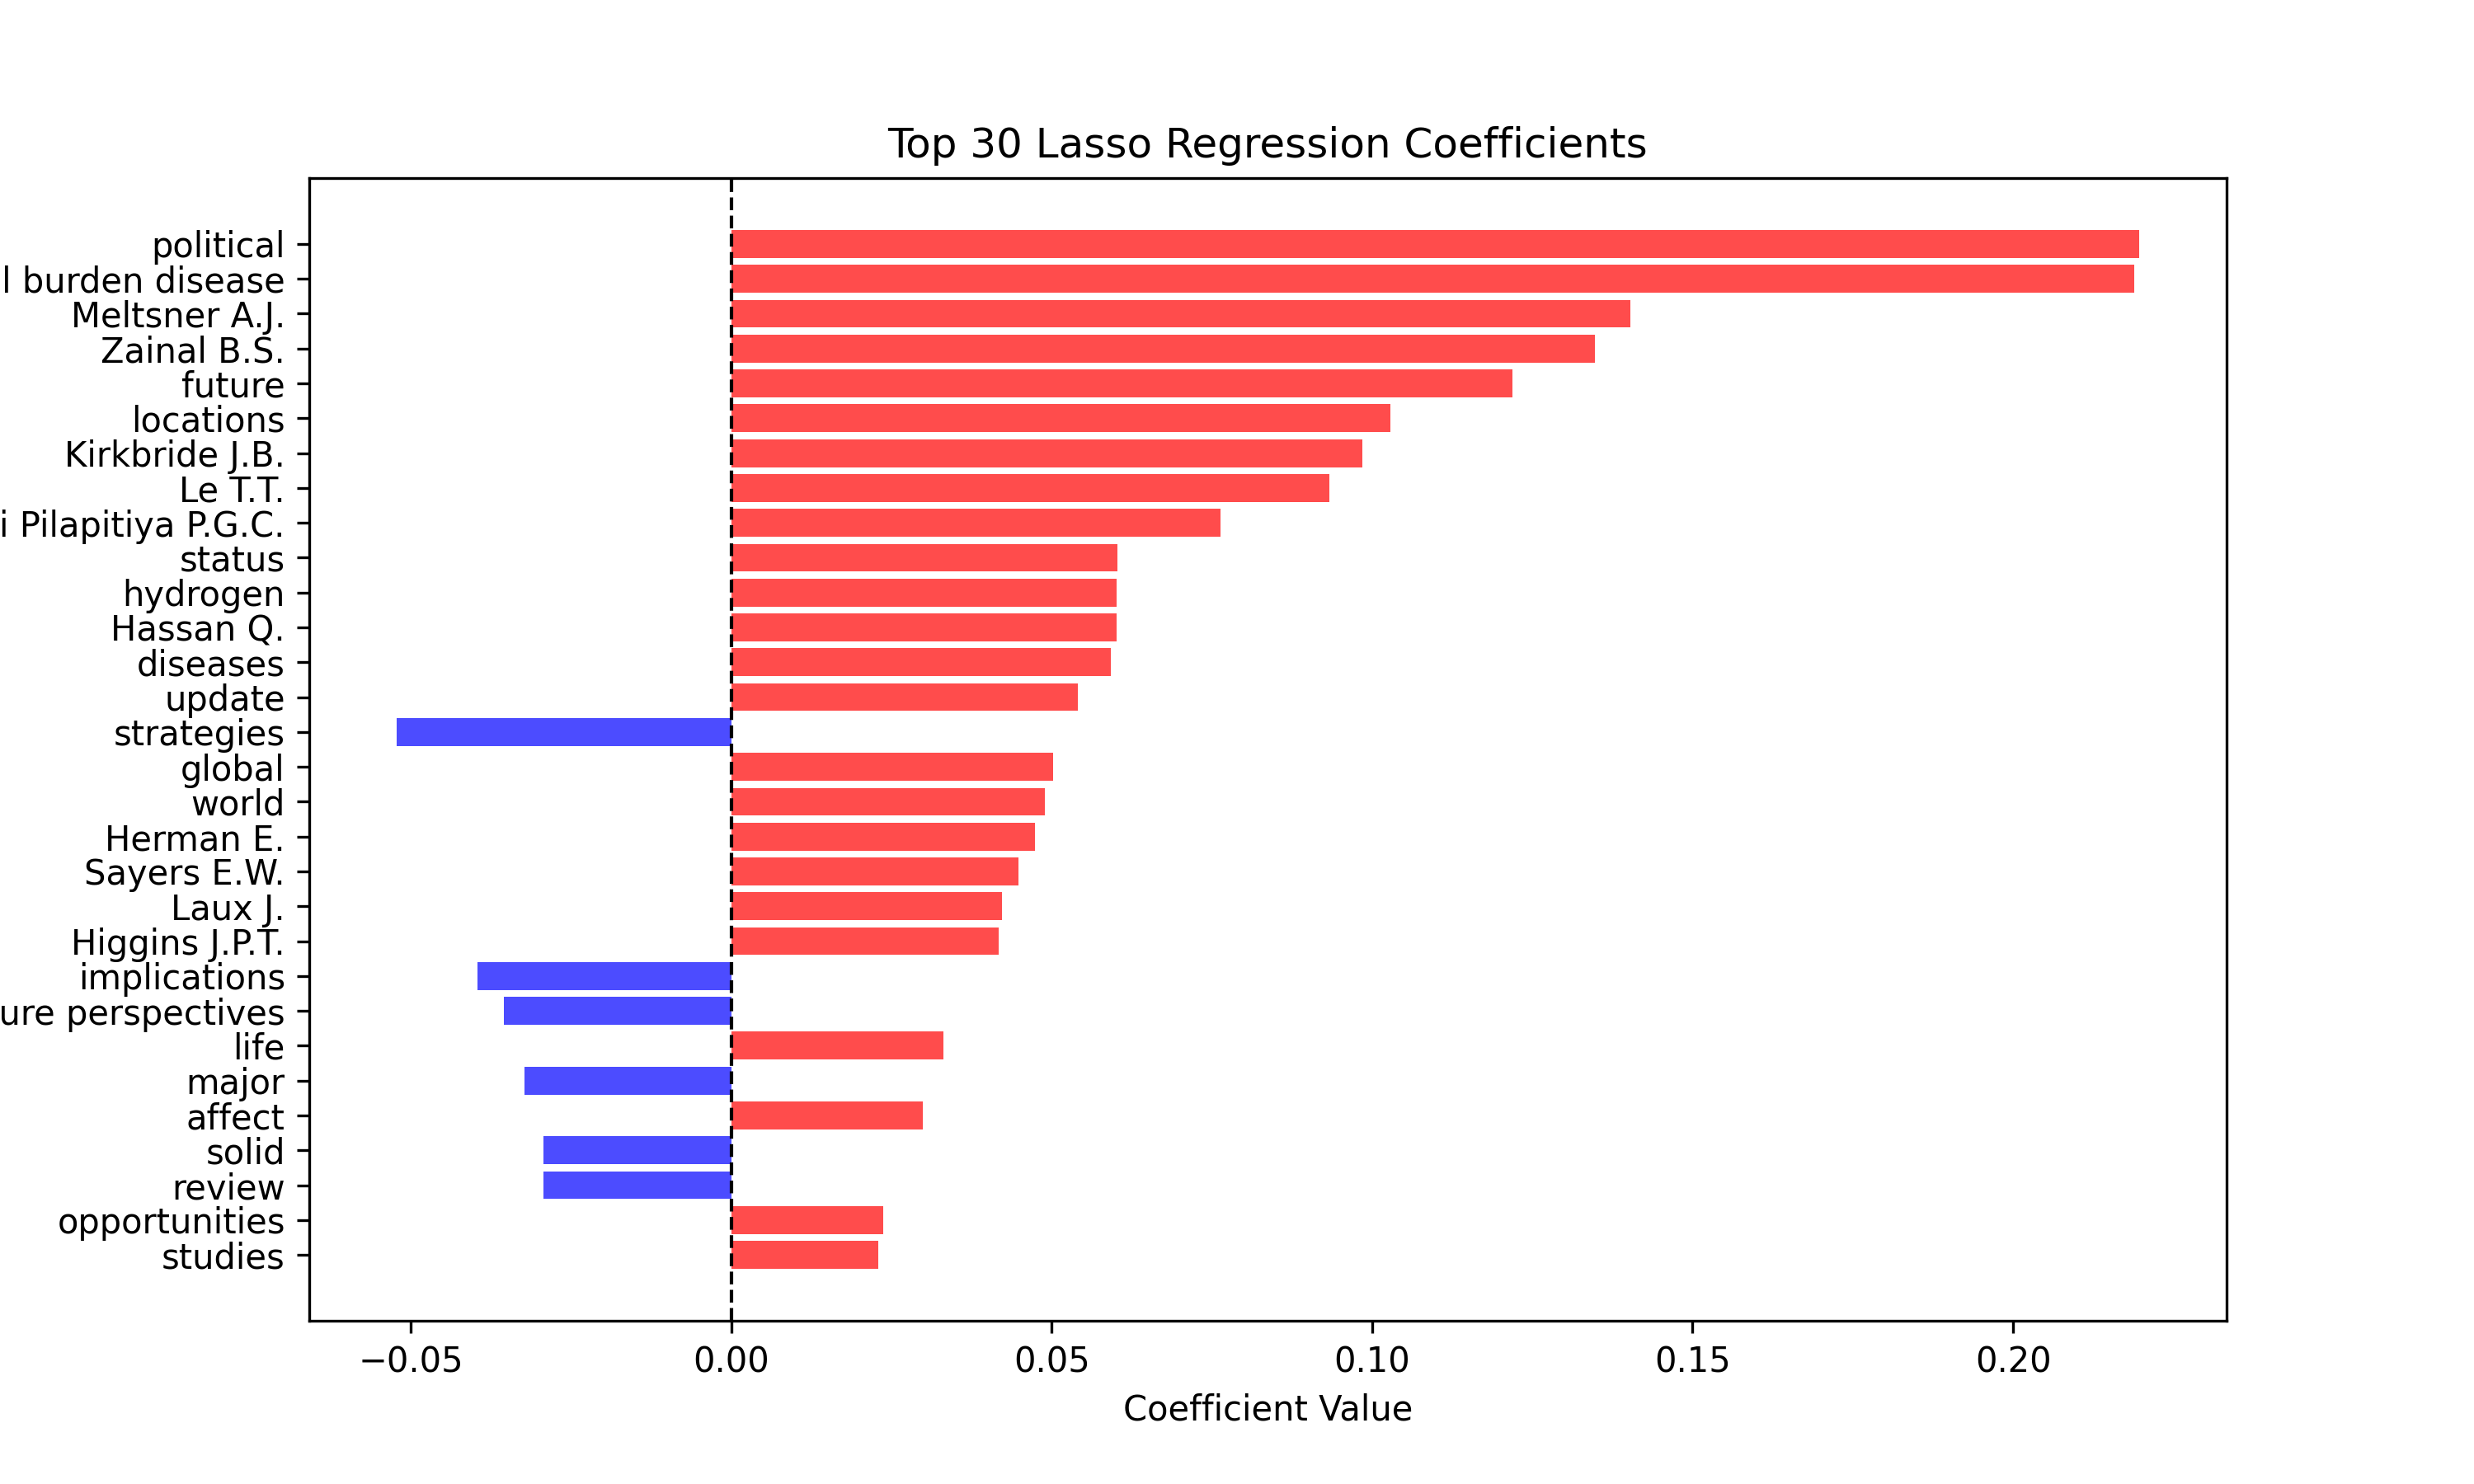 Top 30 Lasso Regression Coefficients
political
l burden disease
Meltsner A.J.
Zainal B.S.
future
locations
Kirkbride J.B.
Le T.T.
i Pilapitiya P.G.C.
status
hydrogen
Hassan Q.
diseases
update
strategies
global
world
Herman E.
Sayers E.W.
Laux J.
Higgins J.P.T.
implications
ure perspectives
life
major
affect
solid
review
opportunities
studies
−0.05 0.00 0.05 0.10 0.15 0.20
Coefficient Value